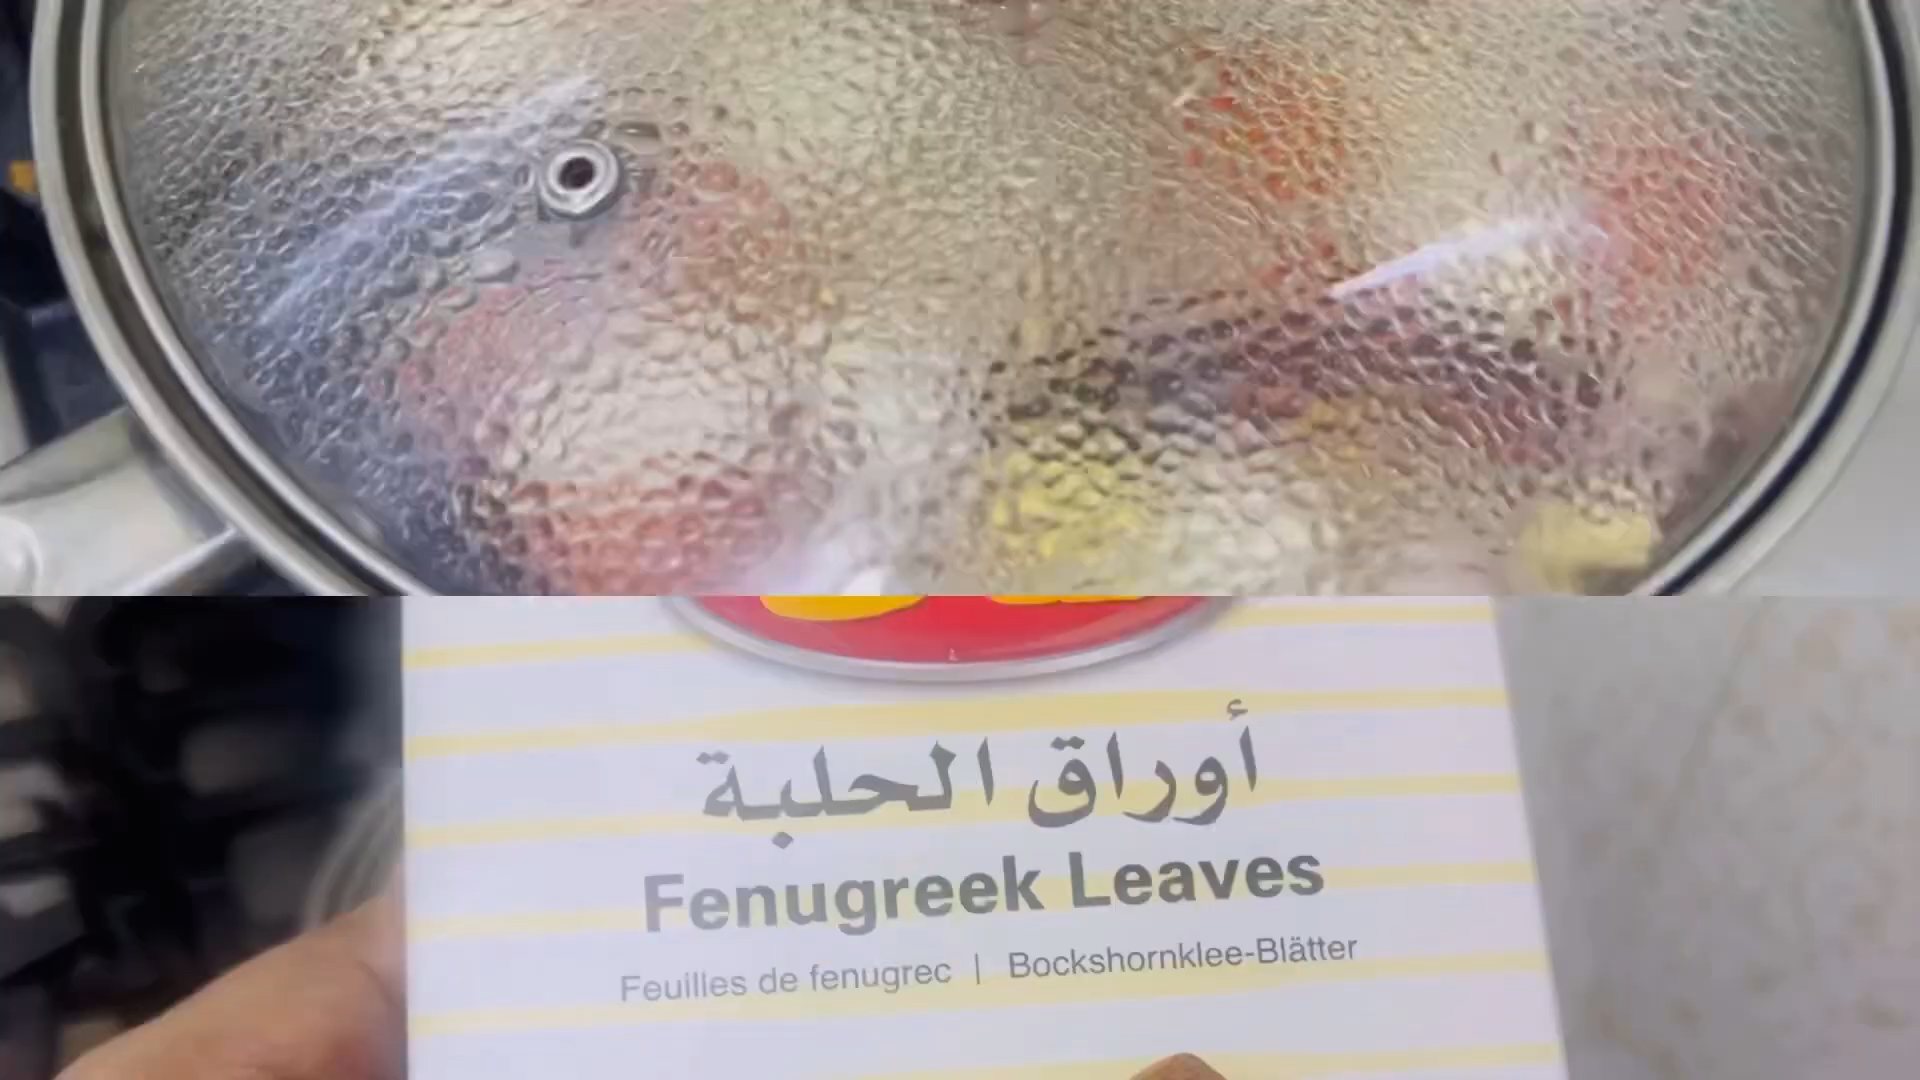 أوراق الحلبة
Fenugreek Leaves
Feuilles de fenugrec | Bockshornklee-Blätter